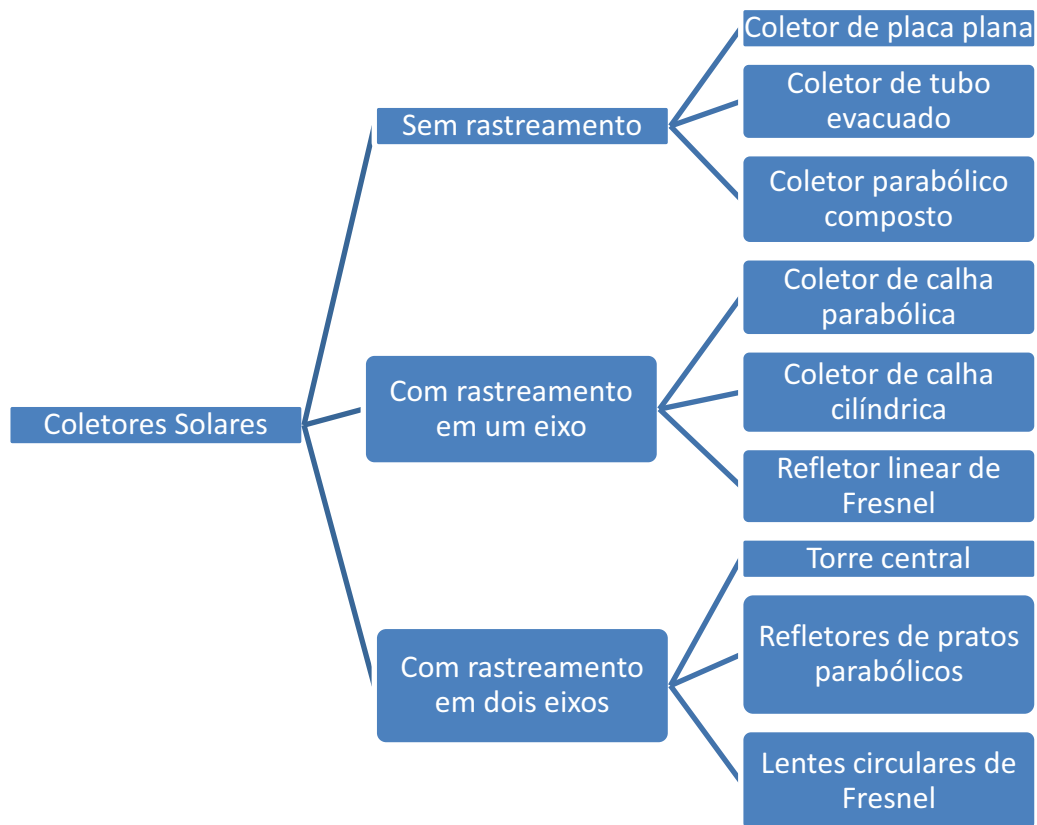 Coletores Solares
Sem rastreamento
Coletor de placa plana
Coletor de tubo
evacuado
Coletor parabólico
composto
Com rastreamento
em um eixo
Coletor de calha
parabólica
Coletor de calha
cilíndrica
Refletor linear de
Fresnel
Com rastreamento
em dois eixos
Torre central
Refletores de pratos
parabólicos
Lentes circulares de
Fresnel